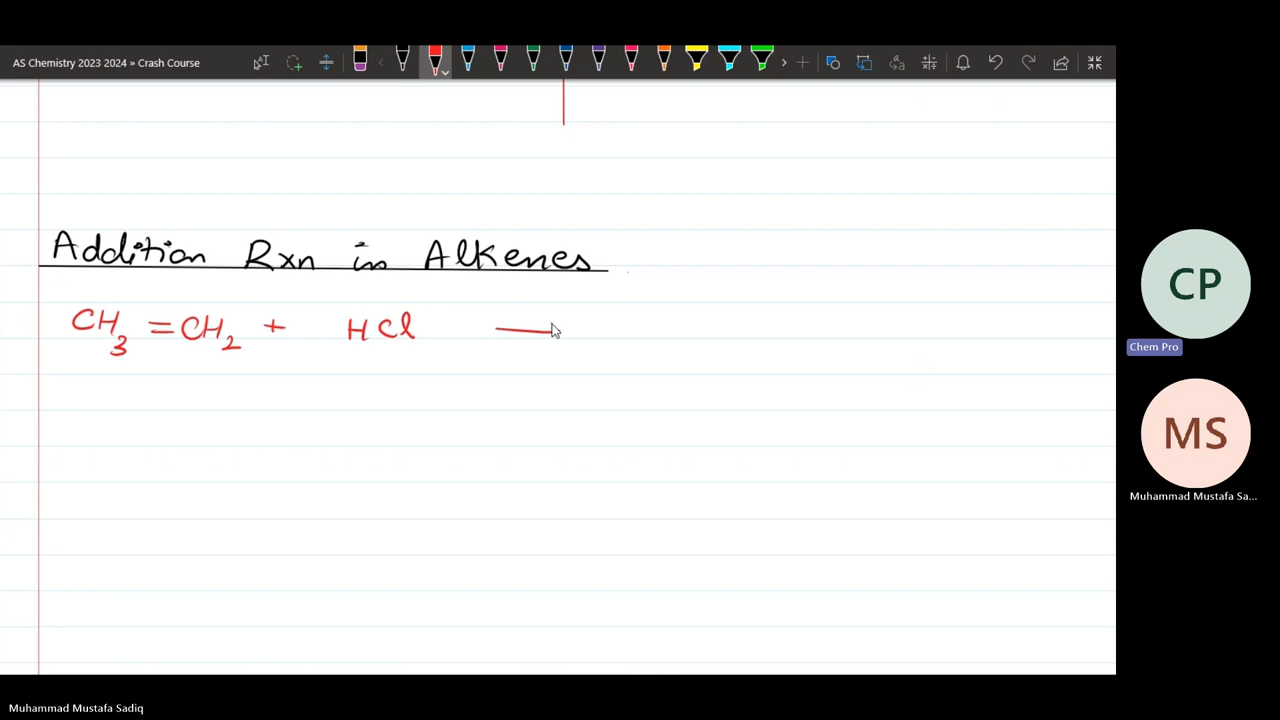 AS Chemistry 2023 2024 » Crash Course
Addition Rxn in Alkenes
CH3 = CH2 + HCl —
CP
Chem Pro
MS
Muhammad Mustafa Sa...
Muhammad Mustafa Sadiq